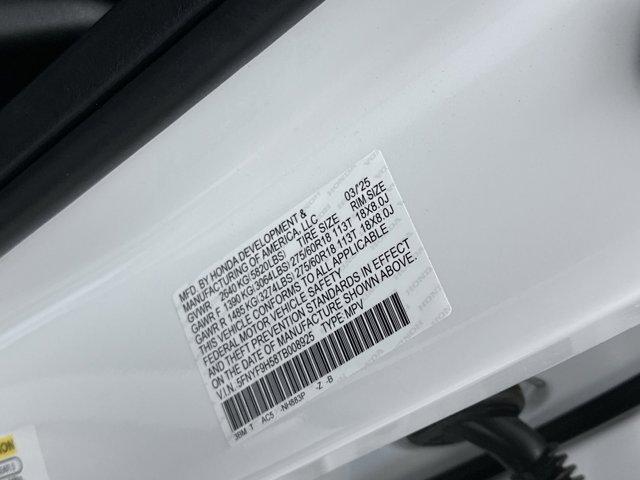 MFD. BY HONDA DEVELOPMENT &
MANUFACTURING OF AMERICA, LLC 03/25
GVWR 2640 KG(5820LBS) TIRE SIZE RIM SIZE
GAWR F 1390 KG(3064LBS)275/60R18 113T 18X8.0J
GAWR R 1485 KG(3274LBS)275/60R18 113T 18X8.0J
THIS VEHICLE CONFORMS TO ALL APPLICABLE
FEDERAL MOTOR VEHICLE SAFETY
AND THEFT PREVENTION STANDARDS IN EFFECT
ON THE DATE OF MANUFACTURE SHOWN ABOVE.
V.I.N. 5FNYF9H58TB008925 TYPE MPV
3BM T AC5 -NH883P -Z -B